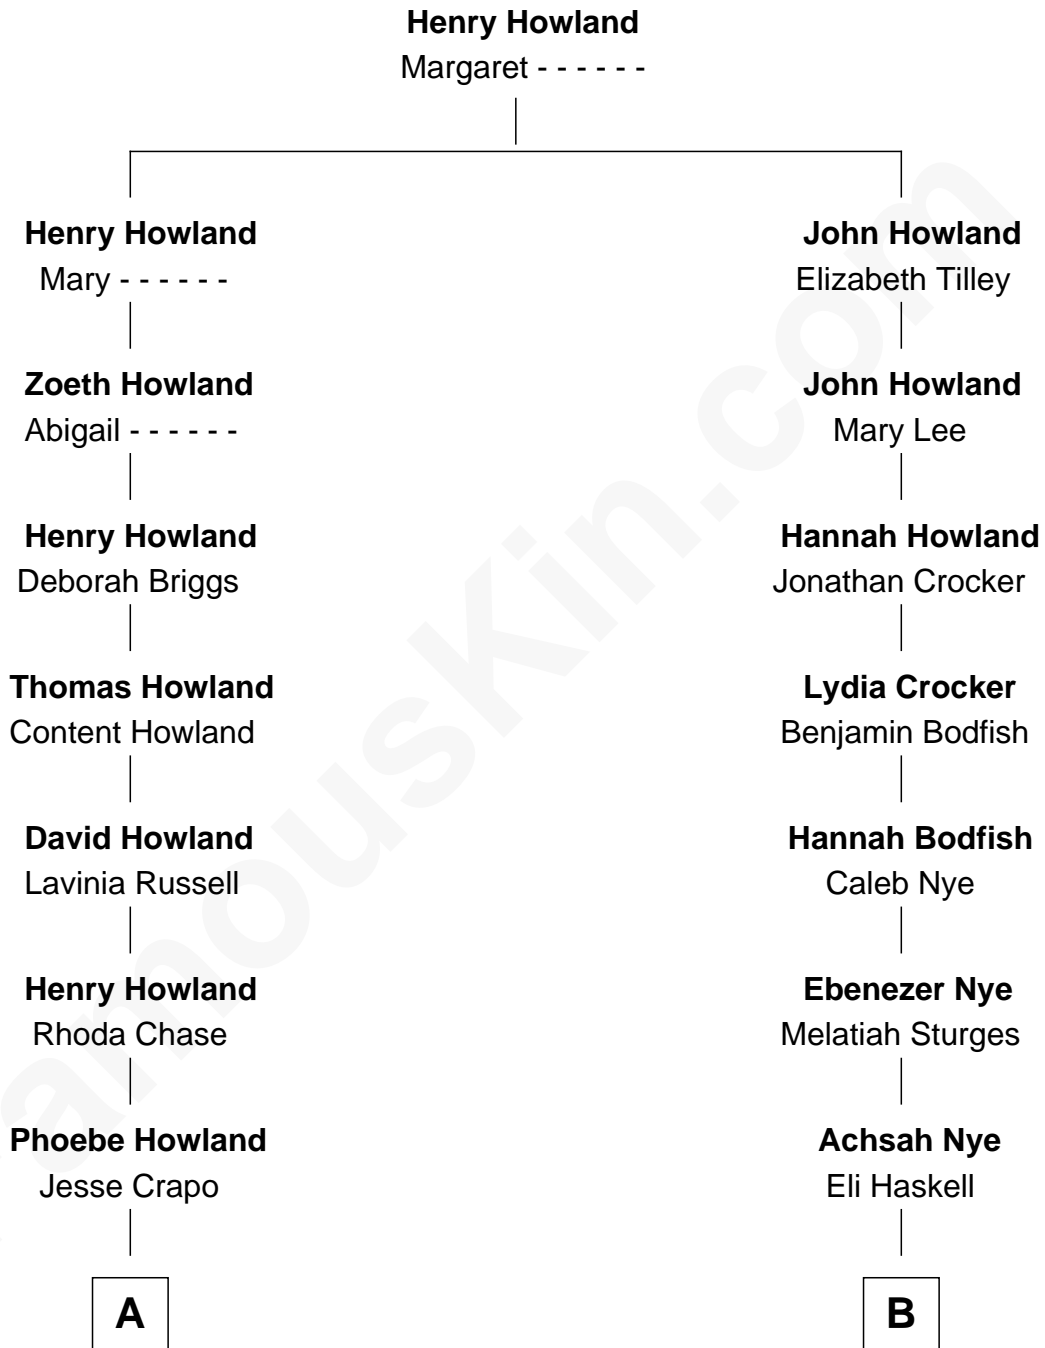 Henry Howland
Margaret - - - - - -
Henry Howland
Mary - - - - - -
John Howland
Elizabeth Tilley
Zoeth Howland
Abigail - - - - - -
John Howland
Mary Lee
Henry Howland
Deborah Briggs
Hannah Howland
Jonathan Crocker
Thomas Howland
Content Howland
Lydia Crocker
Benjamin Bodfish
David Howland
Lavinia Russell
Hannah Bodfish
Caleb Nye
Henry Howland
Rhoda Chase
Ebenezer Nye
Melatiah Sturges
Phoebe Howland
Jesse Crapo
Achsah Nye
Eli Haskell
A
B
amouskin.com